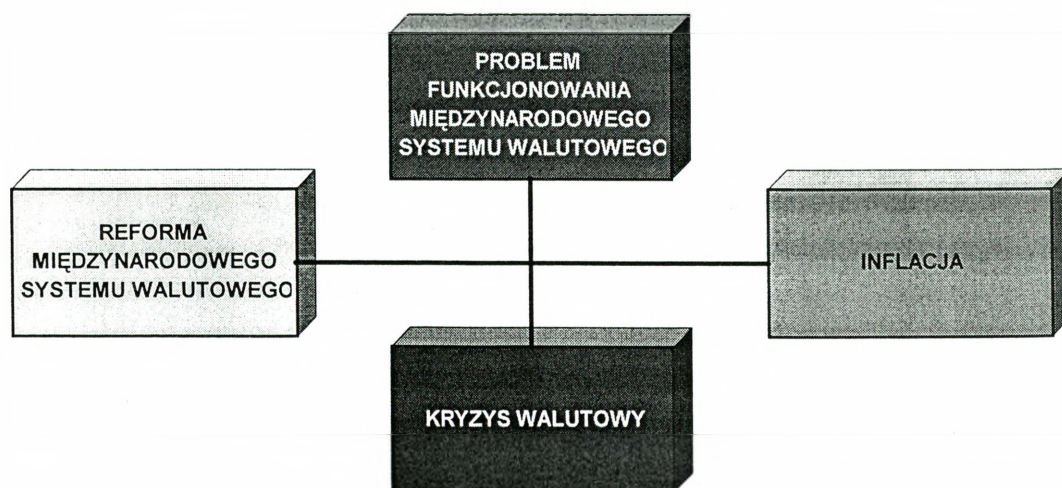 PROBLEM
FUNKCJONOWANIA
MIĘDZYNARODOWEGO
SYSTEMU WALUTOWEGO
REFORMA
MIĘDZYNARODOWEGO
SYSTEMU WALUTOWEGO
INFLACJA
KRYZYS WALUTOWY